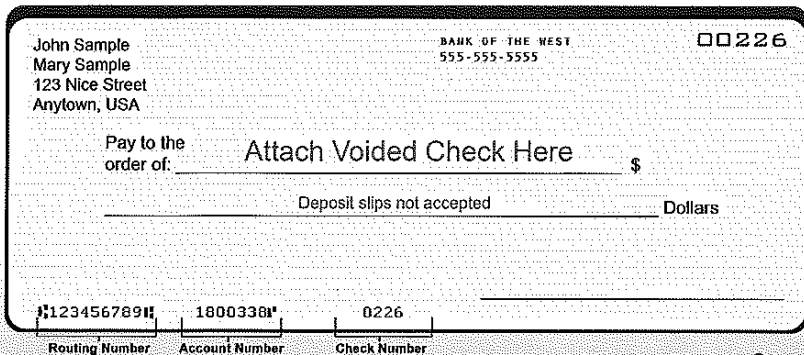 John Sample
Mary Sample
123 Nice Street
Anytown, USA
BANK OF THE WEST
555-555-5555
00226
Pay to the
order of: Attach Voided Check Here $
Deposit slips not accepted Dollars
⑆123456789⑆ 1800338⑈ 0226
Routing Number Account Number Check Number